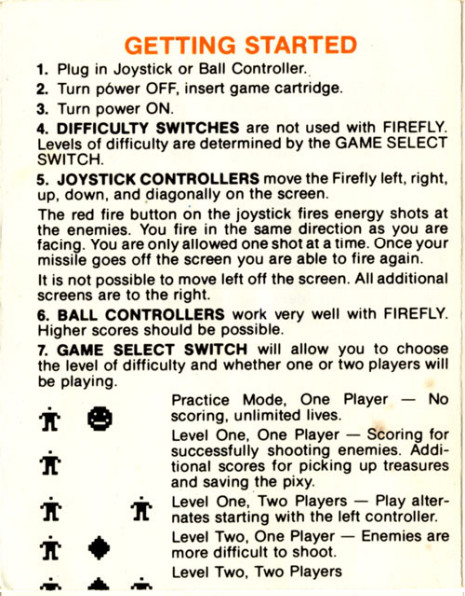 GETTING STARTED
1. Plug in Joystick or Ball Controller.
2. Turn power OFF, insert game cartridge.
3. Turn power ON.
4. DIFFICULTY SWITCHES are not used with FIREFLY.
Levels of difficulty are determined by the GAME SELECT
SWITCH.
5. JOYSTICK CONTROLLERS move the Firefly left, right,
up, down, and diagonally on the screen.
The red fire button on the joystick fires energy shots at
the enemies. You fire in the same direction as you are
facing. You are only allowed one shot at a time. Once your
missile goes off the screen you are able to fire again.
It is not possible to move left off the screen. All additional
screens are to the right.
6. BALL CONTROLLERS work very well with FIREFLY.
Higher scores should be possible.
7. GAME SELECT SWITCH will allow you to choose
the level of difficulty and whether one or two players will
be playing.
Practice Mode, One Player — No
scoring, unlimited lives.
Level One, One Player — Scoring for
successfully shooting enemies. Addi-
tional scores for picking up treasures
and saving the pixy.
Level One, Two Players — Play alter-
nates starting with the left controller.
Level Two, One Player — Enemies are
more difficult to shoot.
Level Two, Two Players